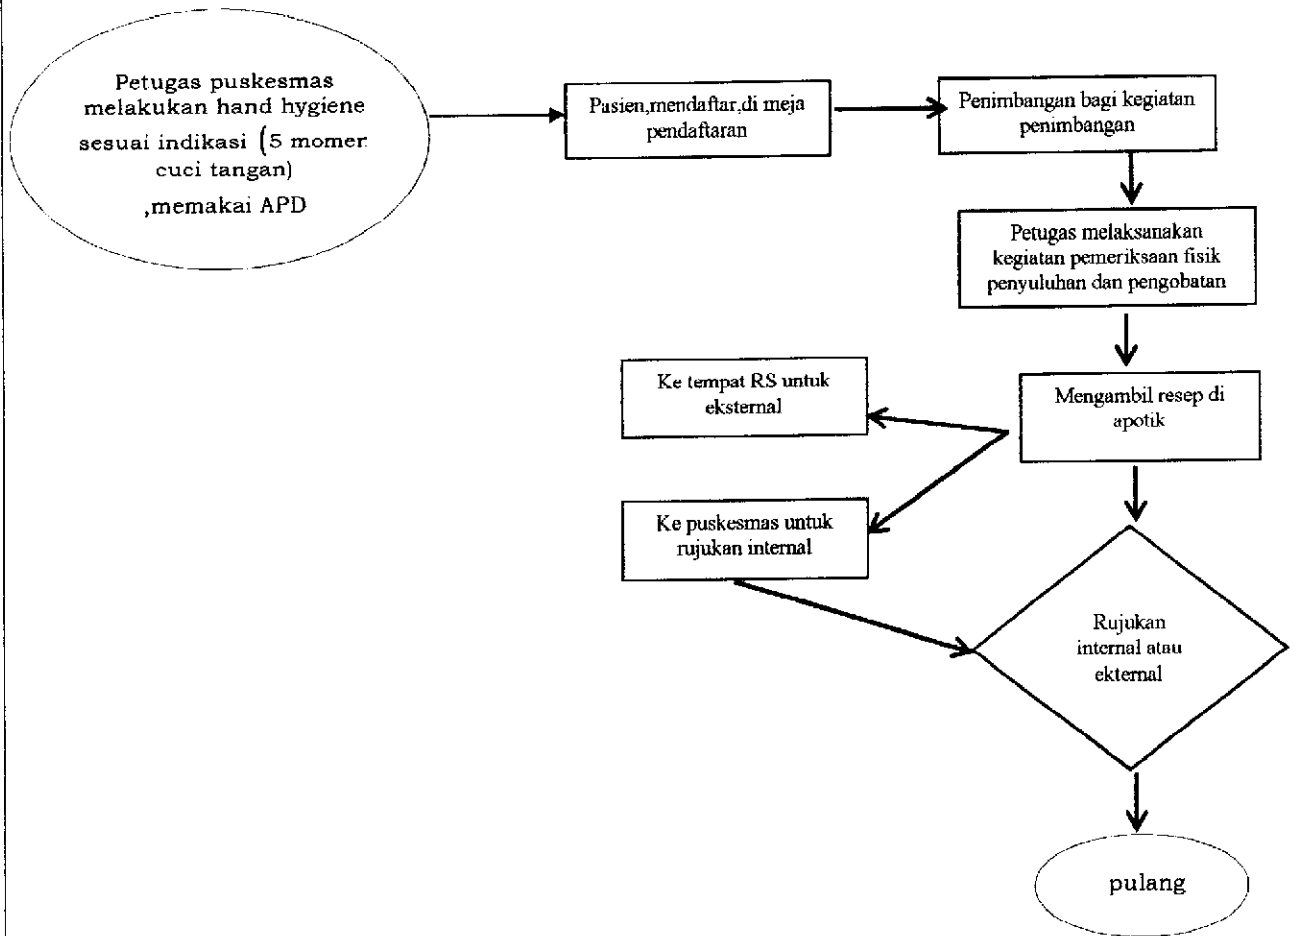 Petugas puskesmas
melakukan hand hygiene
sesuai indikasi (5 momen
cuci tangan)
,memakai APD
Pasien,mendaftar,di meja
pendaftaran
Penimbangan bagi kegiatan
penimbangan
Petugas melaksanakan
kegiatan pemeriksaan fisik
penyuluhan dan pengobatan
Mengambil resep di
apotik
Ke tempat RS untuk
eksternal
Ke puskesmas untuk
rujukan internal
Rujukan
internal atau
ekternal
pulang